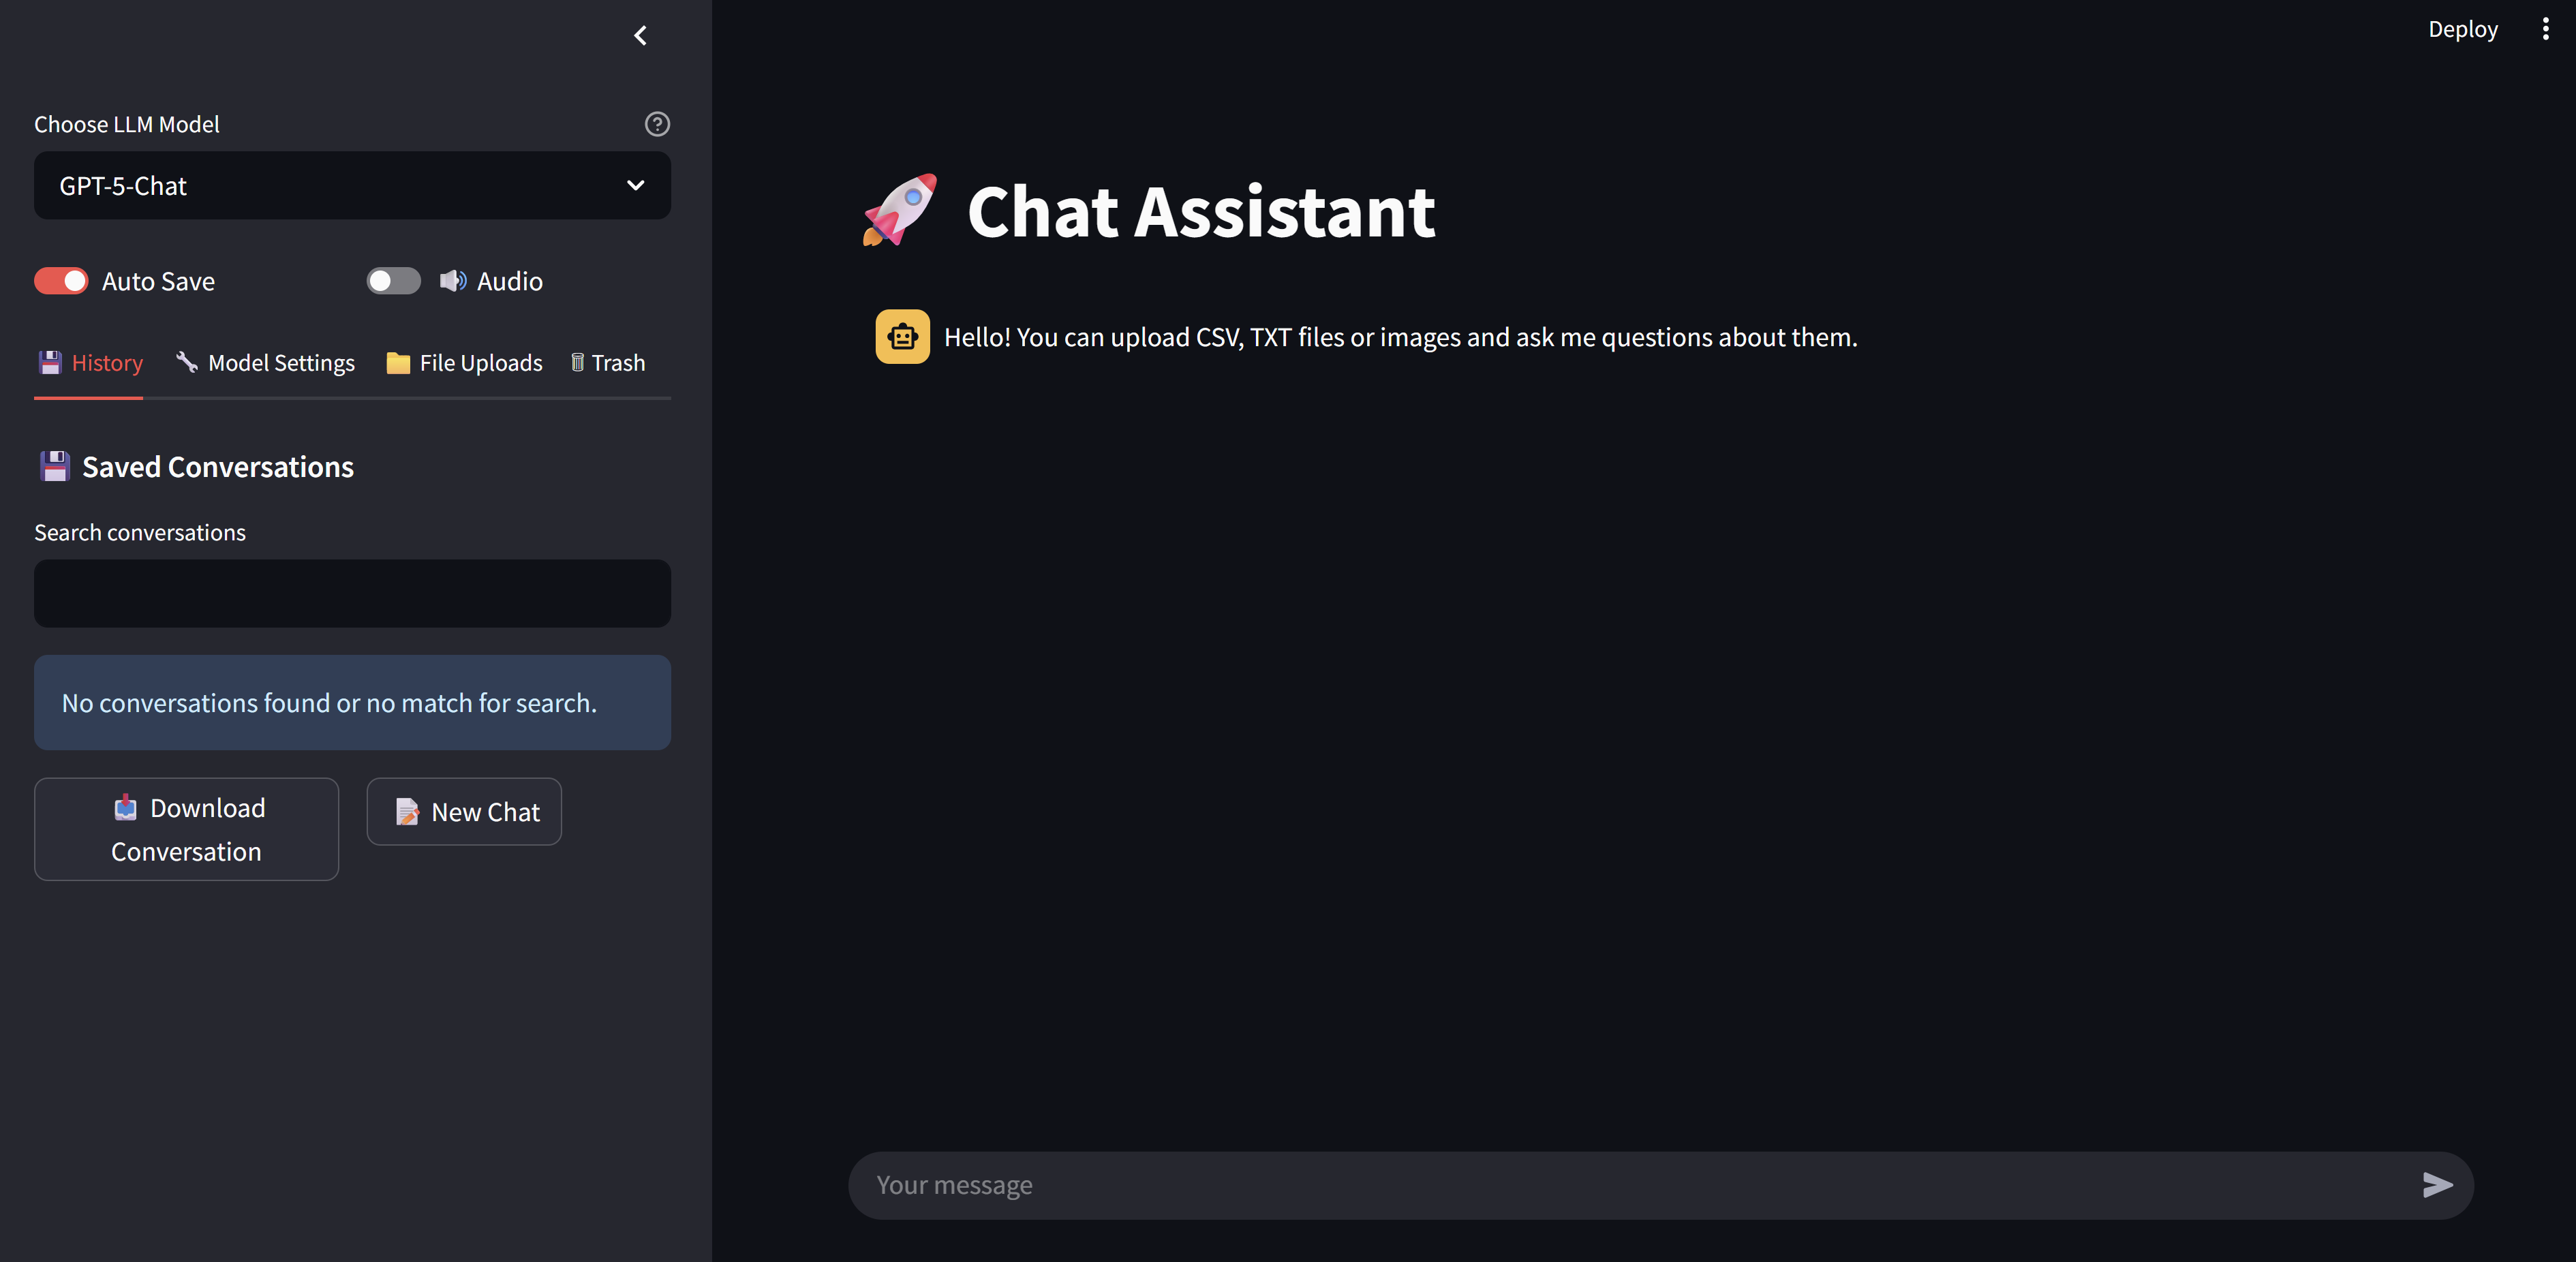 Deploy
Choose LLM Model
GPT-5-Chat
Auto Save
Audio
History
Model Settings
File Uploads
Trash
Saved Conversations
Search conversations
No conversations found or no match for search.
Download
Conversation
New Chat
Chat Assistant
Hello! You can upload CSV, TXT files or images and ask me questions about them.
Your message